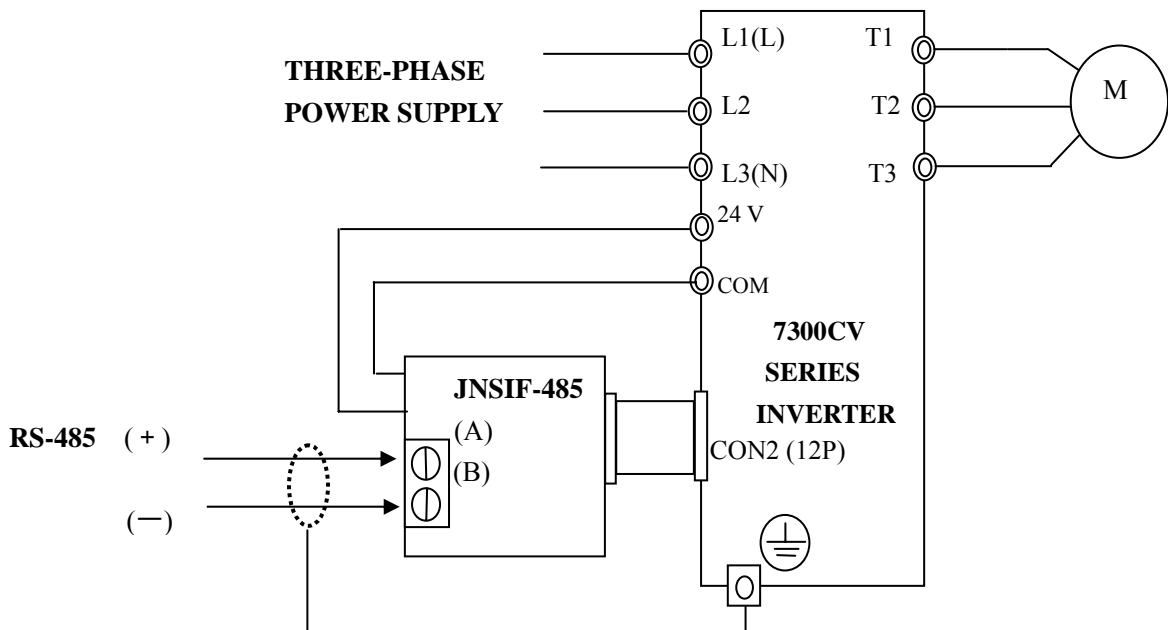 L1(L)
T1
THREE-PHASE
POWER SUPPLY
L2
T2
M
L3(N)
T3
24 V
COM
7300CV
SERIES
INVERTER
JNSIF-485
RS-485 (+)
(A)
(B)
CON2 (12P)
(—)